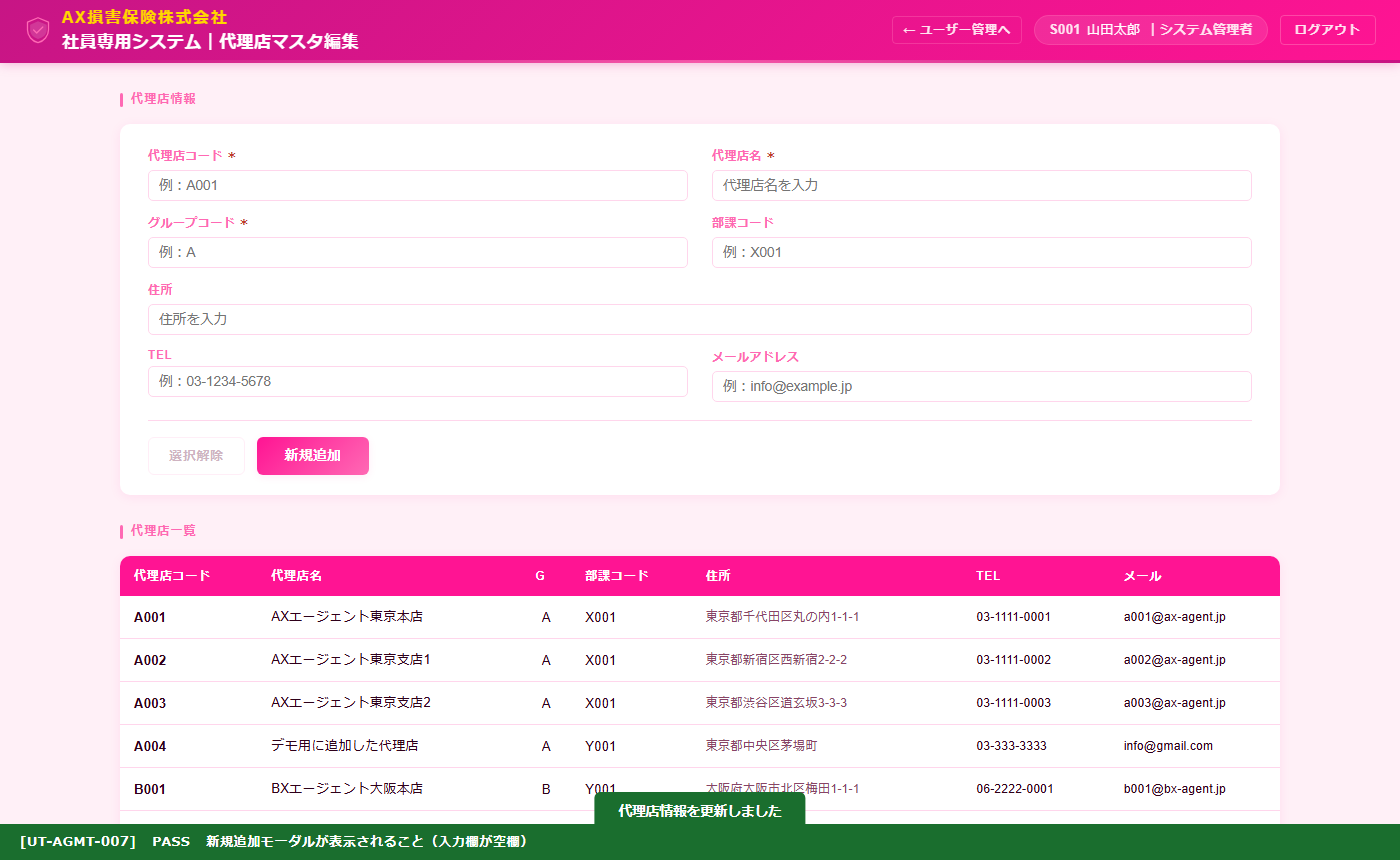 AX損害保険株式会社
社員専用システム | 代理店マスタ編集
← ユーザー管理へ
S001 山田太郎 | システム管理者
ログアウト
代理店情報
代理店コード *
代理店名 *
例：A001
代理店名を入力
グループコード *
部課コード
例：A
例：X001
住所
住所を入力
TEL
メールアドレス
例：03-1234-5678
例：info@example.jp
選択解除
新規追加
代理店一覧
代理店コード 代理店名 G 部課コード 住所 TEL メール
A001 AXエージェント東京本店 A X001 東京都千代田区丸の内1-1-1 03-1111-0001 a001@ax-agent.jp
A002 AXエージェント東京支店1 A X001 東京都新宿区西新宿2-2-2 03-1111-0002 a002@ax-agent.jp
A003 AXエージェント東京支店2 A X001 東京都渋谷区道玄坂3-3-3 03-1111-0003 a003@ax-agent.jp
A004 デモ用に追加した代理店 A Y001 東京都中央区茅場町 03-333-3333 info@gmail.com
B001 BXエージェント大阪本店 B Y001 大阪府大阪市北区梅田1-1-1 06-2222-0001 b001@bx-agent.jp
代理店情報を更新しました
[UT-AGMT-007] PASS 新規追加モーダルが表示されること（入力欄が空欄）